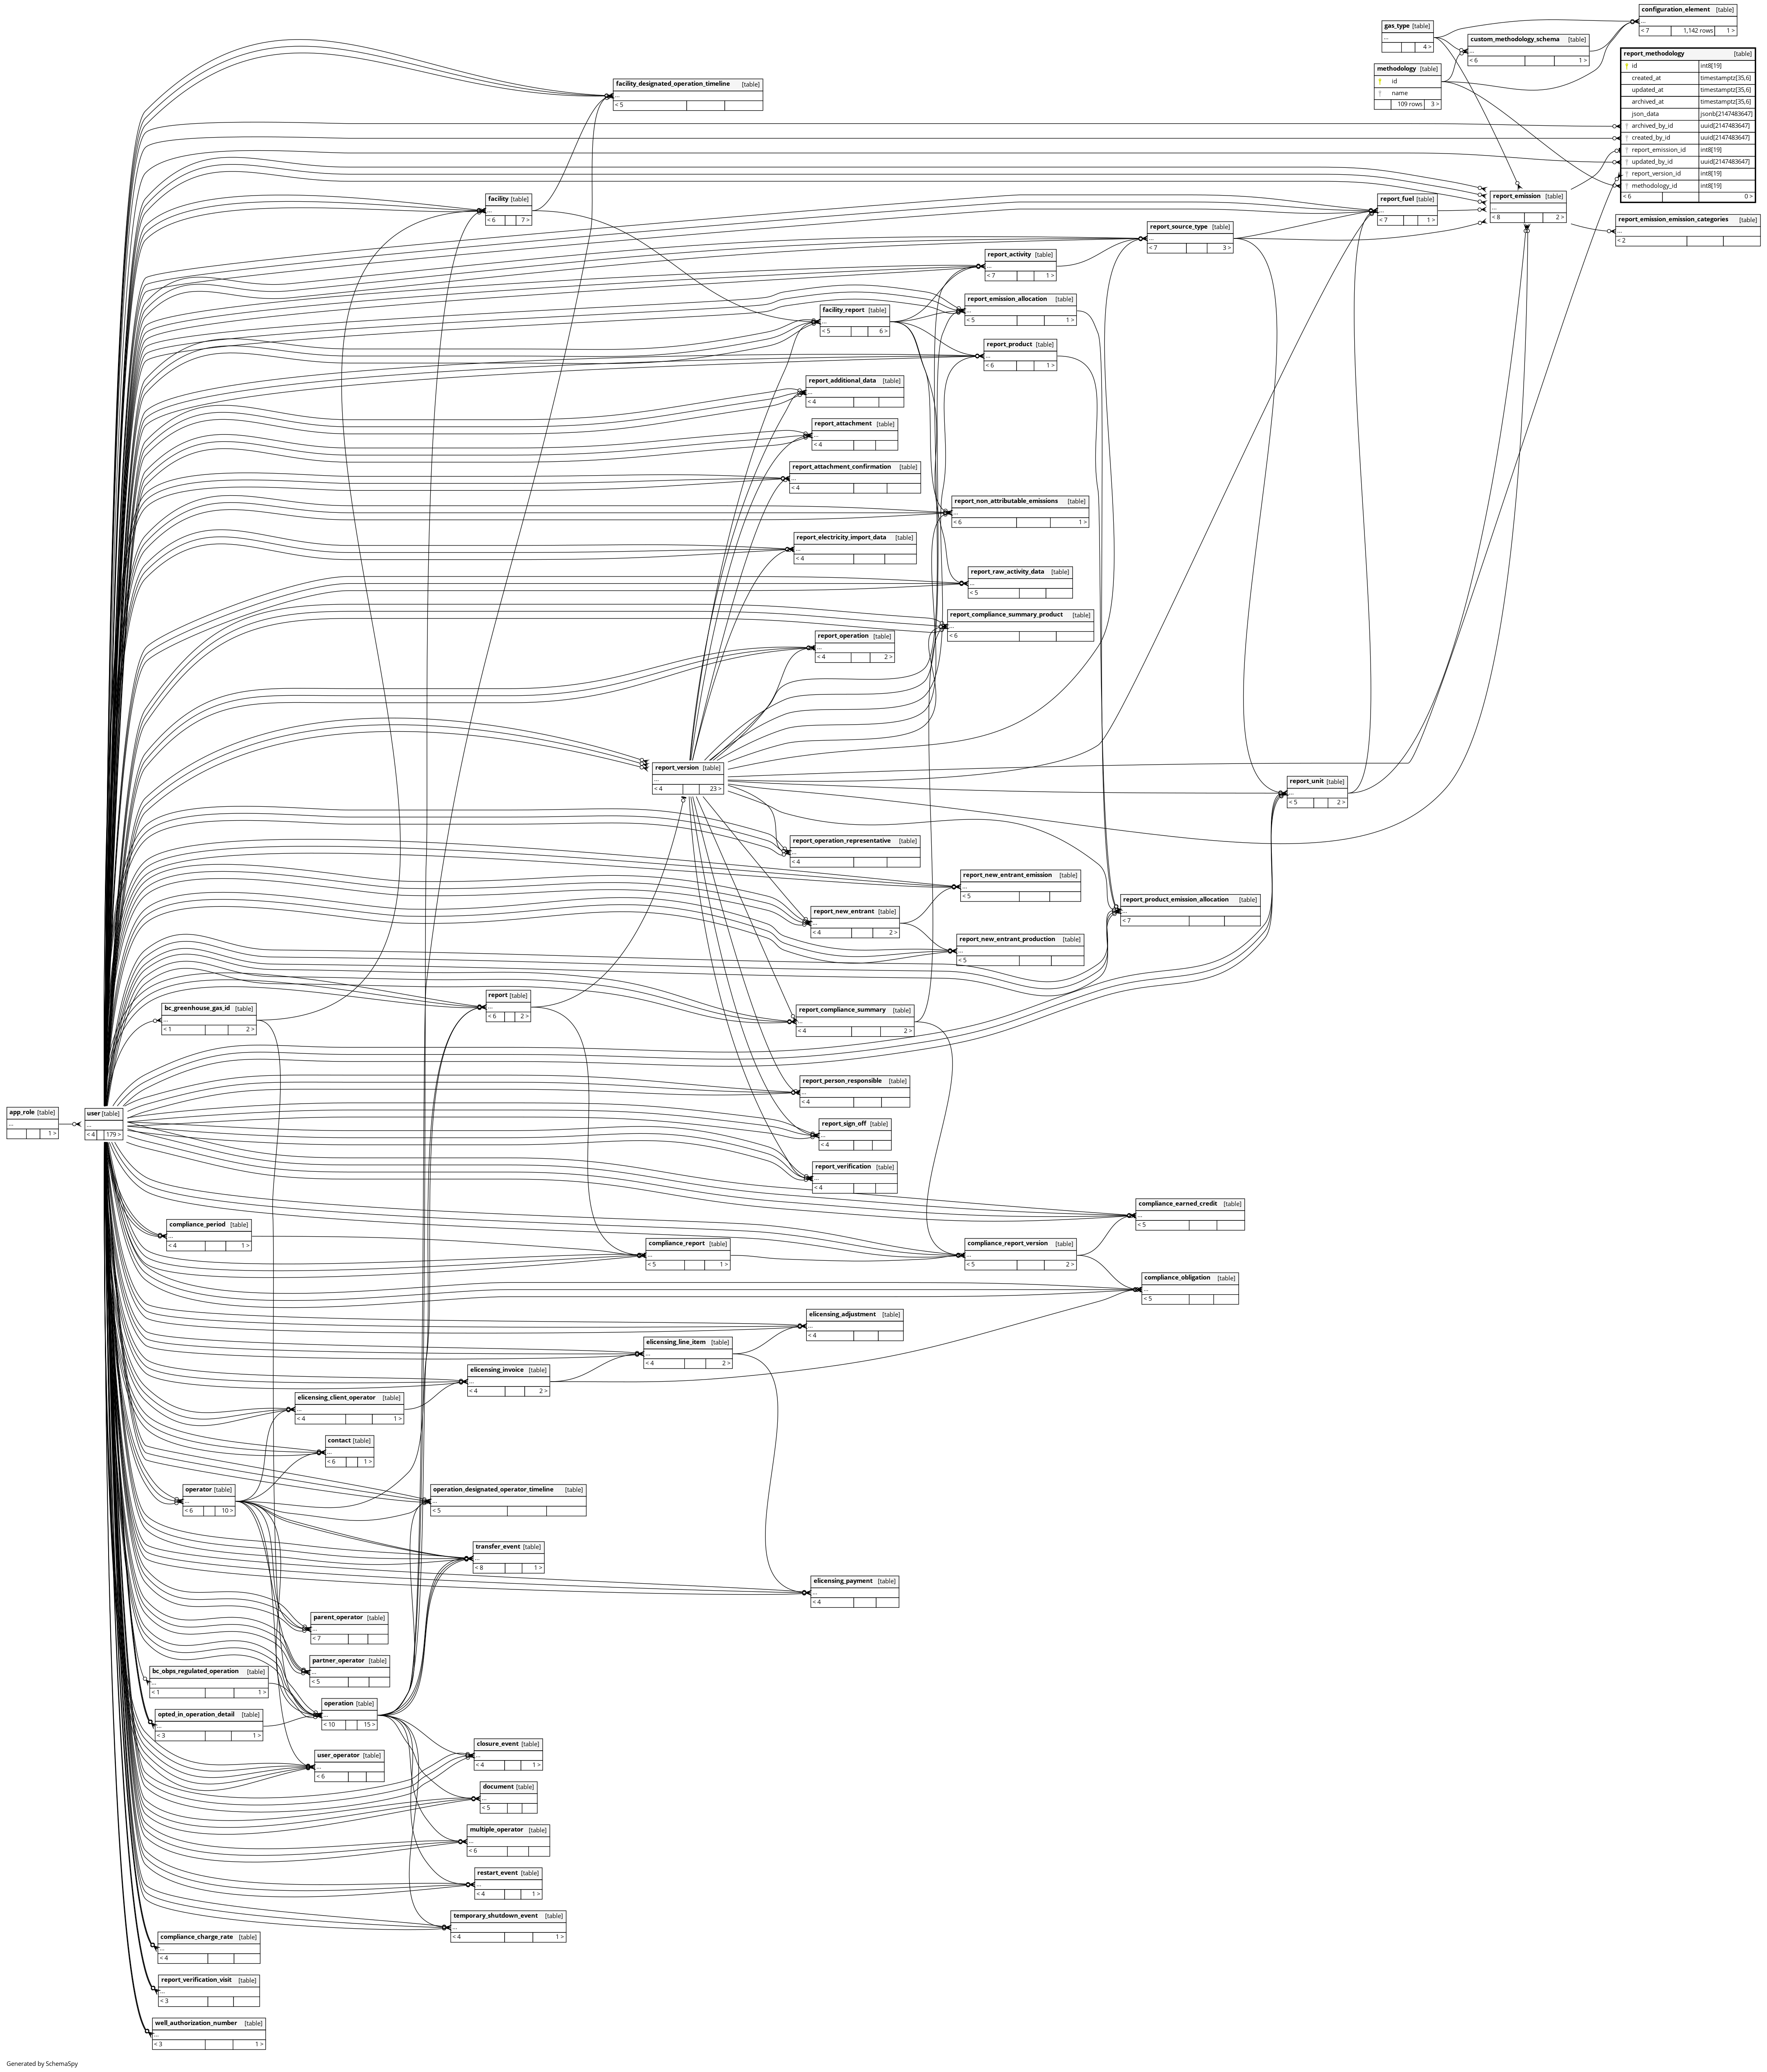 configuration_element [table]
...
< 7 1,142 rows 1 >
gas_type [table]
...
4 >
custom_methodology_schema [table]
...
< 6 1 >
methodology [table]
id
name
109 rows 3 >
report_methodology [table]
id int8[19]
created_at timestamptz[35,6]
updated_at timestamptz[35,6]
archived_at timestamptz[35,6]
json_data jsonb[2147483647]
archived_by_id uuid[2147483647]
created_by_id uuid[2147483647]
report_emission_id int8[19]
updated_by_id uuid[2147483647]
report_version_id int8[19]
methodology_id int8[19]
< 6 0 >
facility_designated_operation_timeline [table]
...
< 5
facility [table]
...
< 6 7 >
report_fuel [table]
...
< 7 1 >
report_emission [table]
...
< 8 2 >
report_emission_emission_categories [table]
...
< 2
report_source_type [table]
...
< 7 3 >
report_activity [table]
...
< 7 1 >
report_emission_allocation [table]
...
< 5 1 >
facility_report [table]
...
< 5 6 >
report_product [table]
...
< 6 1 >
report_additional_data [table]
...
< 4
report_attachment [table]
...
< 4
report_attachment_confirmation [table]
...
< 4
report_non_attributable_emissions [table]
...
< 6 1 >
report_electricity_import_data [table]
...
< 4
report_raw_activity_data [table]
...
< 5
report_compliance_summary_product [table]
...
< 6
report_operation [table]
...
< 4 2 >
report_version [table]
...
< 4 23 >
report_unit [table]
...
< 5 2 >
report_operation_representative [table]
...
< 4
report_new_entrant_emission [table]
...
< 5
report_product_emission_allocation [table]
...
< 7
report_new_entrant [table]
...
< 4 2 >
report_new_entrant_production [table]
...
< 5
report [table]
...
< 6 2 >
bc_greenhouse_gas_id [table]
...
< 1 2 >
report_compliance_summary [table]
...
< 4 2 >
report_person_responsible [table]
...
< 4
app_role [table]
...
1 >
user [table]
...
< 4 179 >
report_sign_off [table]
...
< 4
report_verification [table]
...
< 4
compliance_earned_credit [table]
...
< 5
compliance_period [table]
...
< 4 1 >
compliance_report [table]
...
< 5 1 >
compliance_report_version [table]
...
< 5 2 >
compliance_obligation [table]
...
< 5
elicensing_adjustment [table]
...
< 4
elicensing_line_item [table]
...
< 4 2 >
elicensing_invoice [table]
...
< 4 2 >
elicensing_client_operator [table]
...
< 4 1 >
contact [table]
...
< 6 1 >
operator [table]
...
< 6 10 >
operation_designated_operator_timeline [table]
...
< 5
transfer_event [table]
...
< 8 1 >
elicensing_payment [table]
...
< 4
parent_operator [table]
...
< 7
partner_operator [table]
...
< 5
bc_obps_regulated_operation [table]
...
< 1 1 >
operation [table]
...
< 10 15 >
opted_in_operation_detail [table]
...
< 3 1 >
closure_event [table]
...
< 4 1 >
user_operator [table]
...
< 6
document [table]
...
< 5
multiple_operator [table]
...
< 6
restart_event [table]
...
< 4 1 >
temporary_shutdown_event [table]
...
< 4 1 >
compliance_charge_rate [table]
...
< 4
report_verification_visit [table]
...
< 3
well_authorization_number [table]
...
< 3 1 >
Generated by SchemaSpy